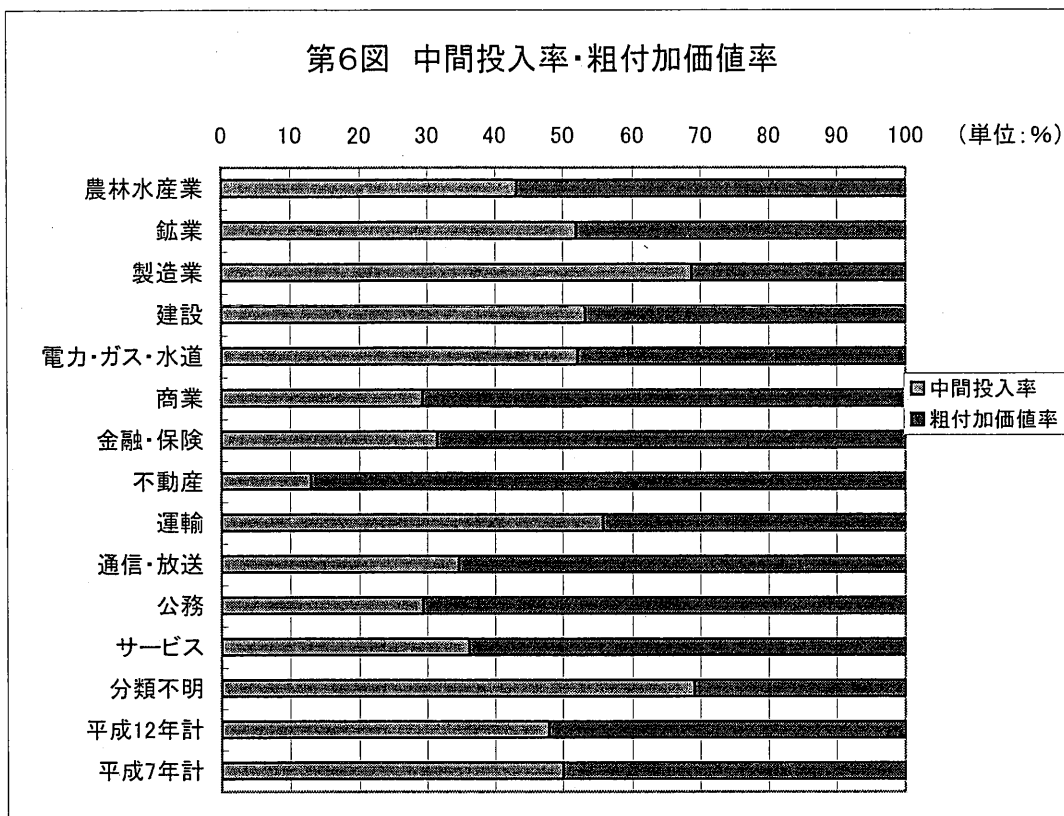 第6図 中間投入率・粗付加価値率
0 10 20 30 40 50 60 70 80 90 100 (単位:%)
農林水産業
鉱業
製造業
建設
電力・ガス・水道
商業
金融・保険
不動産
運輸
通信・放送
公務
サービス
分類不明
平成12年計
平成7年計
中間投入率
粗付加価値率